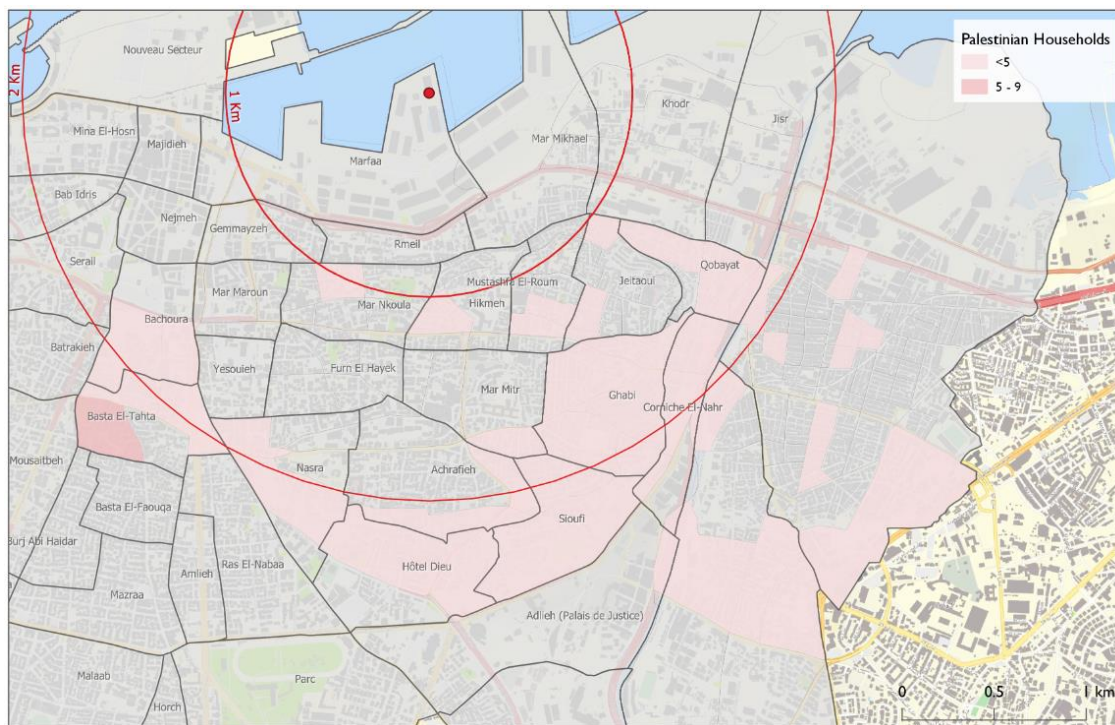 Palestinian Households
<5
5 - 9
Nouveau Secteur
2 Km
1 Km
Khodr
Jisr
Mina El-Hosn
Majidieh
Marfaa
Mar Mikhael
Bab Idris
Nejmeh
Gemmayzeh
Rmeil
Serail
Qobayat
Mar Maroun
Mustashfa El-Roum
Jeitaoui
Mar Nkoula
Hikmeh
Bachoura
Batrakieh
Yesouieh
Furn El Hayek
Mar Mitr
Ghabi
Corniche El-Nahr
Basta El-Tahta
Mousaitbeh
Nasra
Achrafieh
Basta El-Faouqa
Sioufi
Burj Abi Haidar
Amlieh
Ras El-Nabaa
Hôtel Dieu
Mazraa
Adlieh (Palais de Justice)
Malaab
Parc
Horch
0 0.5 1 km